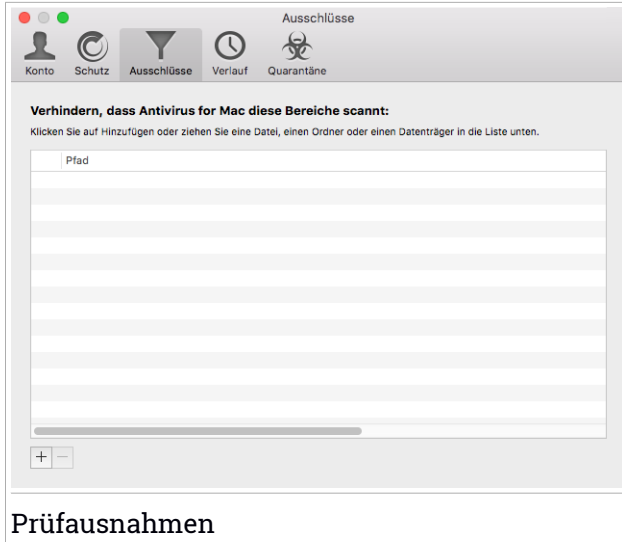 Ausschlüsse
Konto Schutz Ausschlüsse Verlauf Quarantäne
Verhindern, dass Antivirus for Mac diese Bereiche scannt:
Klicken Sie auf Hinzufügen oder ziehen Sie eine Datei, einen Ordner oder einen Datenträger in die Liste unten.
Pfad
Prüfausnahmen